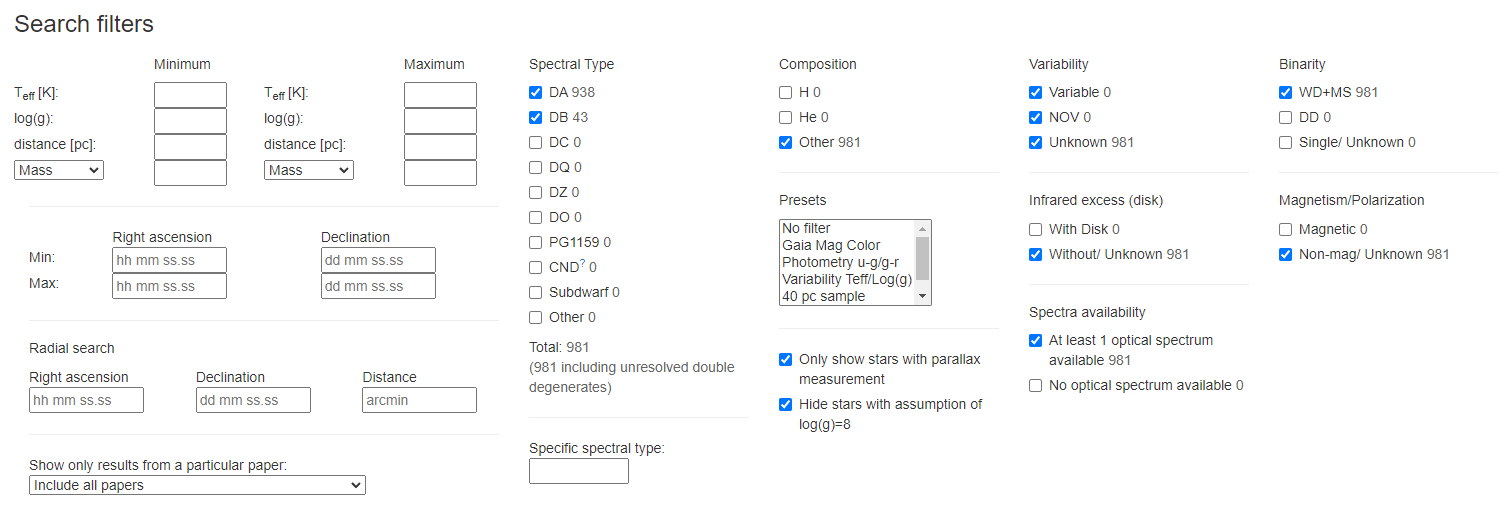 Search filters
Minimum
Maximum
Teff [K]:
Teff [K]:
log(g):
log(g):
distance [pc]:
distance [pc]:
Mass
Mass
Right ascension
Declination
Min:
hh mm ss.ss
dd mm ss.ss
Max:
hh mm ss.ss
dd mm ss.ss
Radial search
Right ascension
Declination
Distance
hh mm ss.ss
dd mm ss.ss
arcmin
Show only results from a particular paper:
Include all papers
Spectral Type
DA 938
DB 43
DC 0
DQ 0
DZ 0
DO 0
PG1159 0
CND? 0
Subdwarf 0
Other 0
Total: 981
(981 including unresolved double
degenerates)
Specific spectral type:
Composition
H 0
He 0
Other 981
Presets
No filter
Gaia Mag Color
Photometry u-g/g-r
Variability Teff/Log(g)
40 pc sample
Only show stars with parallax
measurement
Hide stars with assumption of
log(g)=8
Variability
Variable 0
NOV 0
Unknown 981
Infrared excess (disk)
With Disk 0
Without/ Unknown 981
Spectra availability
At least 1 optical spectrum
available 981
No optical spectrum available 0
Binarity
WD+MS 981
DD 0
Single/ Unknown 0
Magnetism/Polarization
Magnetic 0
Non-mag/ Unknown 981